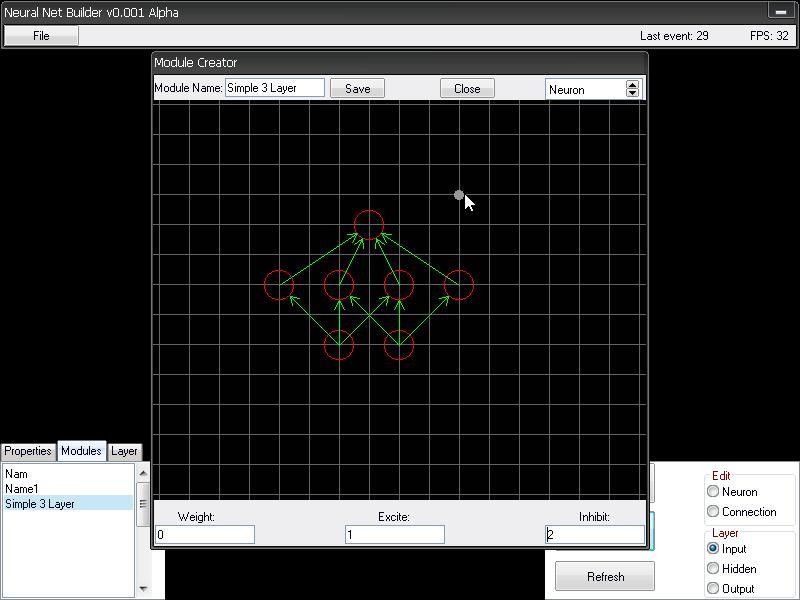 Neural Net Builder v0.001 Alpha
File
Last event: 29
FPS: 32
Module Creator
Module Name: Simple 3 Layer
Save
Close
Neuron
Properties
Modules
Layer
Nam
Name1
Simple 3 Layer
Weight:
Excite:
Inhibit:
0
1
2
Refresh
Edit
Neuron
Connection
Layer
Input
Hidden
Output